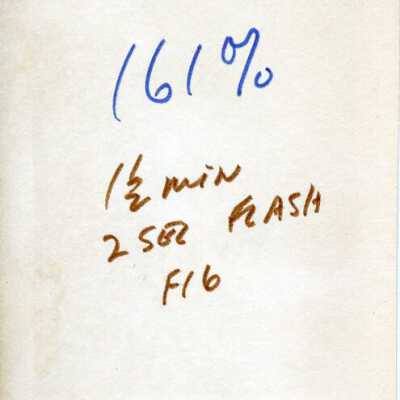 161%
1½ MIN
2 SEC FLASH
F16